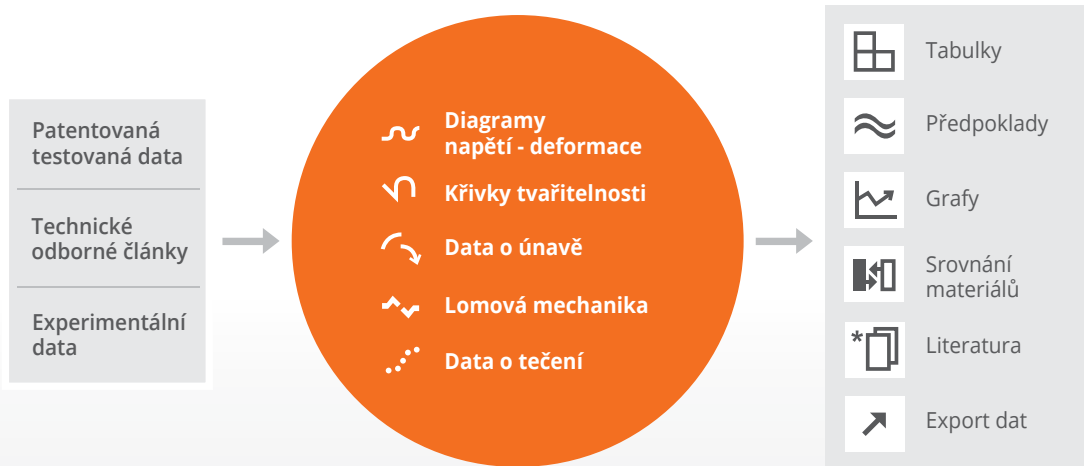 Patentovaná
testovaná data
Technické
odborné články
Experimentální
data
Diagramy
napětí - deformace
Křivky tvařitelnosti
Data o únavě
Lomová mechanika
Data o tečení
Tabulky
Předpoklady
Grafy
Srovnání
materiálů
*
Literatura
Export dat